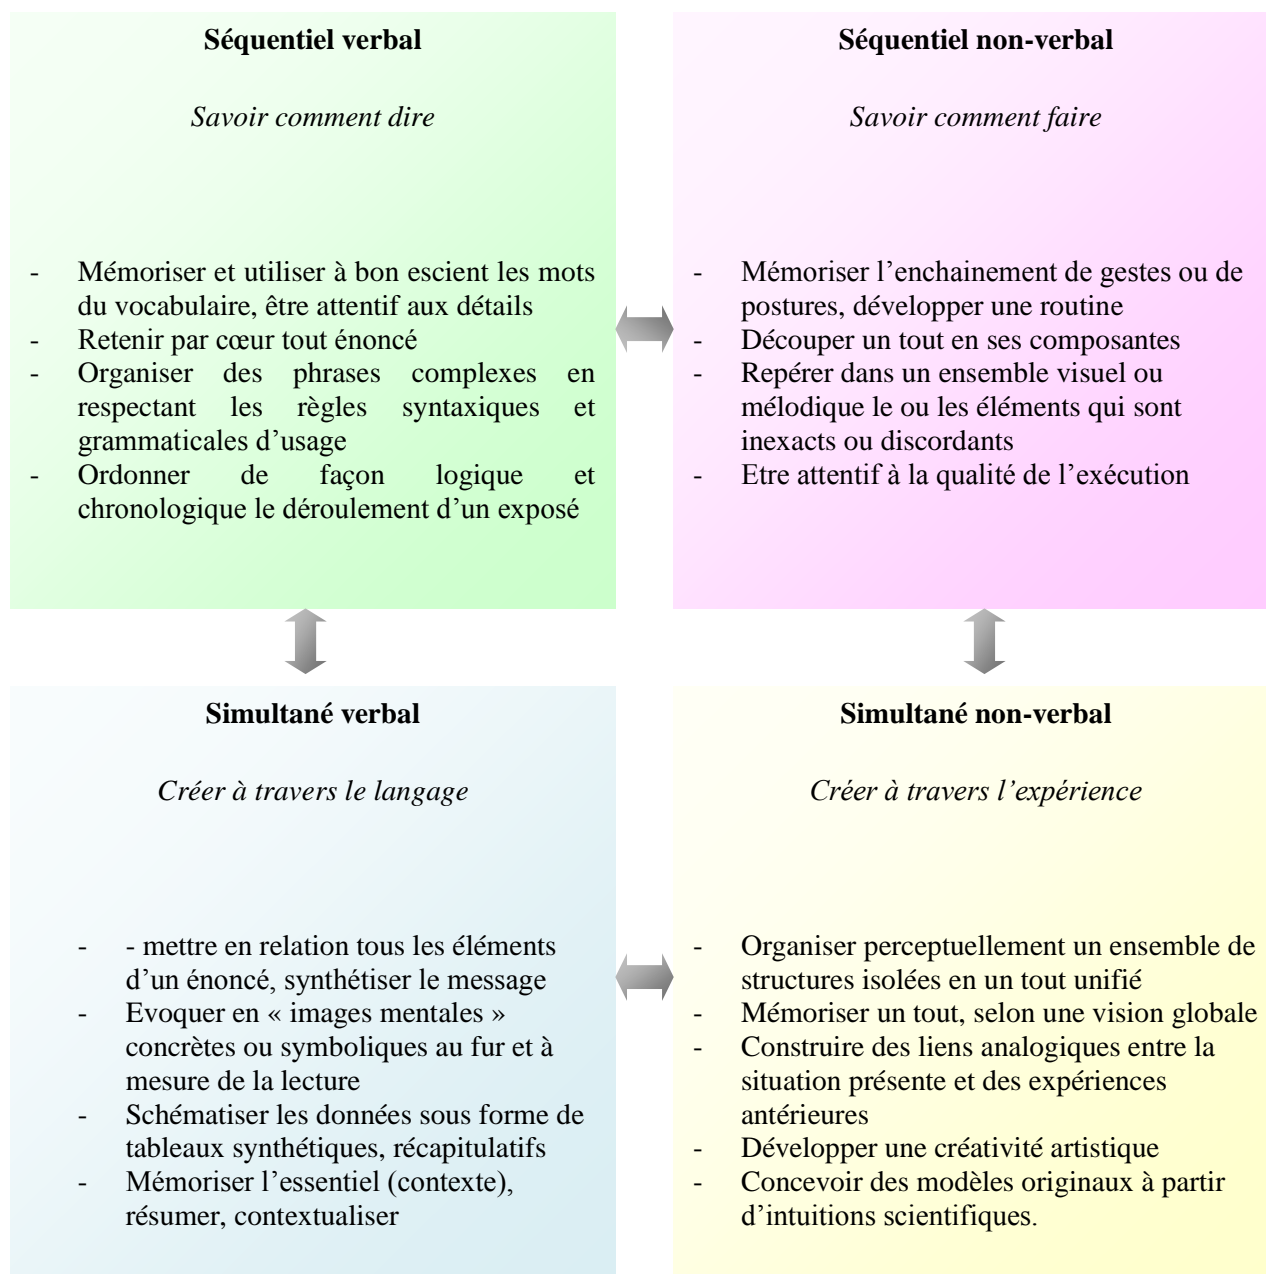 Séquentiel verbal
Savoir comment dire
- Mémoriser et utiliser à bon escient les mots
du vocabulaire, être attentif aux détails
- Retenir par cœur tout énoncé
- Organiser des phrases complexes en
respectant les règles syntaxiques et
grammaticales d’usage
- Ordonner de façon logique et
chronologique le déroulement d’un exposé
Séquentiel non-verbal
Savoir comment faire
- Mémoriser l’enchainement de gestes ou de
postures, développer une routine
- Découper un tout en ses composantes
- Repérer dans un ensemble visuel ou
mélodique le ou les éléments qui sont
inexacts ou discordants
- Etre attentif à la qualité de l’exécution
Simultané verbal
Créer à travers le langage
- - mettre en relation tous les éléments
d’un énoncé, synthétiser le message
- Evoquer en « images mentales »
concrètes ou symboliques au fur et à
mesure de la lecture
- Schématiser les données sous forme de
tableaux synthétiques, récapitulatifs
- Mémoriser l’essentiel (contexte),
résumer, contextualiser
Simultané non-verbal
Créer à travers l’expérience
- Organiser perceptuellement un ensemble de
structures isolées en un tout unifié
- Mémoriser un tout, selon une vision globale
- Construire des liens analogiques entre la
situation présente et des expériences
antérieures
- Développer une créativité artistique
- Concevoir des modèles originaux à partir
d’intuitions scientifiques.